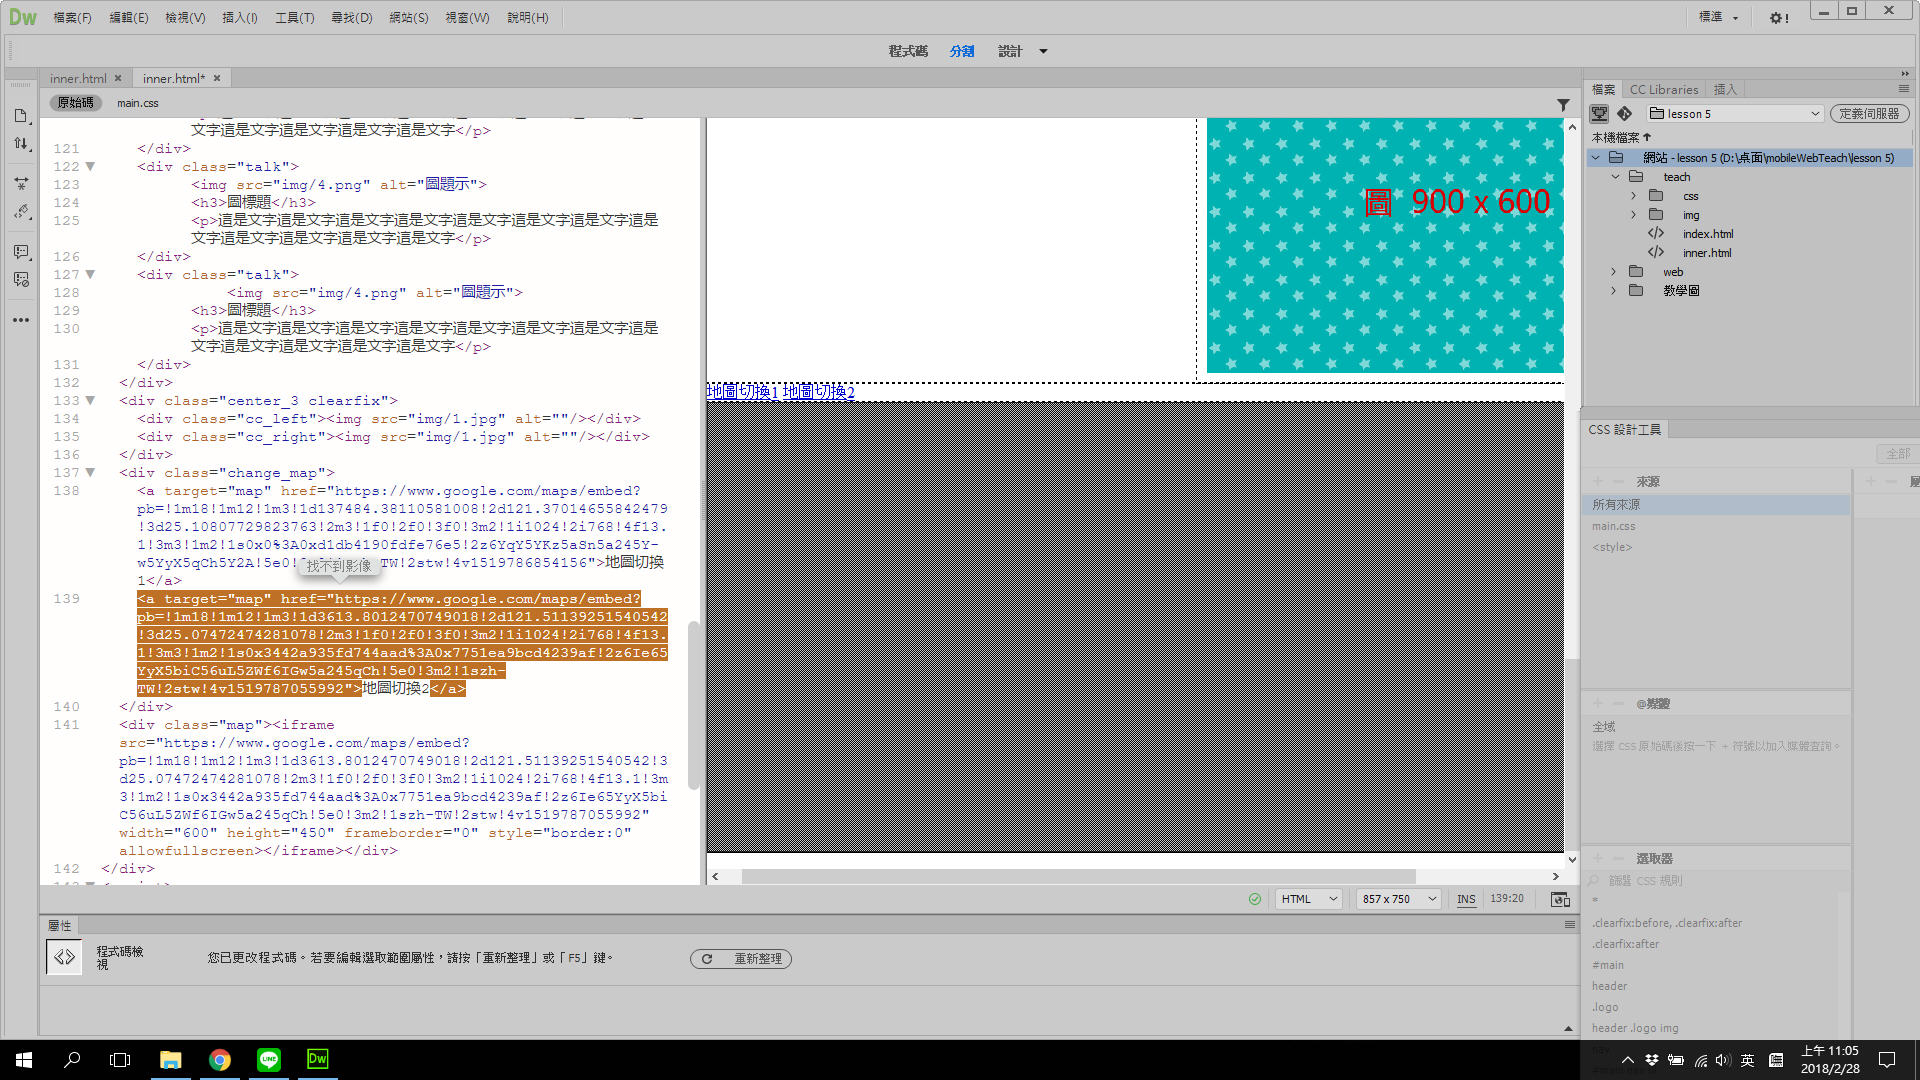 Dw 檔案(F) 編輯(E) 檢視(V) 插入(I) 工具(T) 尋找(D) 網站(S) 視窗(W) 說明(H) 標準
程式碼 分割 設計
inner.html × inner.html* ×
原始碼 main.css
文字這是文字這是文字這是文字這是文字</p>
121 </div>
122 <div class="talk">
123 <img src="img/4.png" alt="圖題示">
124 <h3>圖標題</h3>
125 <p>這是文字這是文字這是文字這是文字這是文字這是文字這是文字這是
文字這是文字這是文字這是文字這是文字</p>
126 </div>
127 <div class="talk">
128 <img src="img/4.png" alt="圖題示">
129 <h3>圖標題</h3>
130 <p>這是文字這是文字這是文字這是文字這是文字這是文字這是文字這是
文字這是文字這是文字這是文字這是文字</p>
131 </div>
132 </div>
133 <div class="center_3 clearfix">
134 <div class="cc_left"><img src="img/1.jpg" alt=""/></div>
135 <div class="cc_right"><img src="img/1.jpg" alt=""/></div>
136 </div>
137 <div class="change_map">
138 <a target="map" href="https://www.google.com/maps/embed?
pb=!1m18!1m12!1m3!1d137484.38110581008!2d121.37014655842479
!3d25.10807729823763!2m3!1f0!2f0!3f0!3m2!1i1024!2i768!4f13.
1!3m3!1m2!1s0x0%3A0xd1db4190fdfe76e5!2z6YqY5YKz5aSn5a245Y-
w5YyX5qCh5Y2A!5e0! TW!2stw!4v1519786854156">地圖切換
找不到影像
1</a>
139 <a target="map" href="https://www.google.com/maps/embed?
pb=!1m18!1m12!1m3!1d3613.8012470749018!2d121.51139251540542
!3d25.07472474281078!2m3!1f0!2f0!3f0!3m2!1i1024!2i768!4f13.
1!3m3!1m2!1s0x3442a935fd744aad%3A0x7751ea9bcd4239af!2z6Ie65
YyX5biC56uL5ZWf6IGw5a245qCh!5e0!3m2!1szh-
TW!2stw!4v1519787055992">地圖切換2</a>
140 </div>
141 <div class="map"><iframe
src="https://www.google.com/maps/embed?
pb=!1m18!1m12!1m3!1d3613.8012470749018!2d121.51139251540542!3
d25.07472474281078!2m3!1f0!2f0!3f0!3m2!1i1024!2i768!4f13.1!3m
3!1m2!1s0x3442a935fd744aad%3A0x7751ea9bcd4239af!2z6Ie65YyX5bi
C56uL5ZWf6IGw5a245qCh!5e0!3m2!1szh-TW!2stw!4v1519787055992"
width="600" height="450" frameborder="0" style="border:0"
allowfullscreen></iframe></div>
142 </div>
圖 900 x 600
地圖切換1 地圖切換2
HTML 857 x 750 INS 139:20
屬性
程式碼檢
視
您已更改程式碼。若要編輯選取範圍屬性，請按「重新整理」或「F5」鍵。 重新整理
檔案 CC Libraries 插入
lesson 5 定義伺服器
本機檔案
網站 - lesson 5 (D:\桌面\mobileWebTeach\lesson 5)
teach
css
img
index.html
inner.html
web
教學圖
CSS 設計工具
全部
+ − 來源 + −
所有來源
main.css
<style>
+ − @媒體
全域
選擇 CSS 原始碼後按一下 + 符號以加入媒體查詢。
+ − 選取器
篩選 CSS 規則
*
.clearfix:before, .clearfix:after
.clearfix:after
#main
header
.logo
header .logo img
Dw
英
上午 11:05
2018/2/28